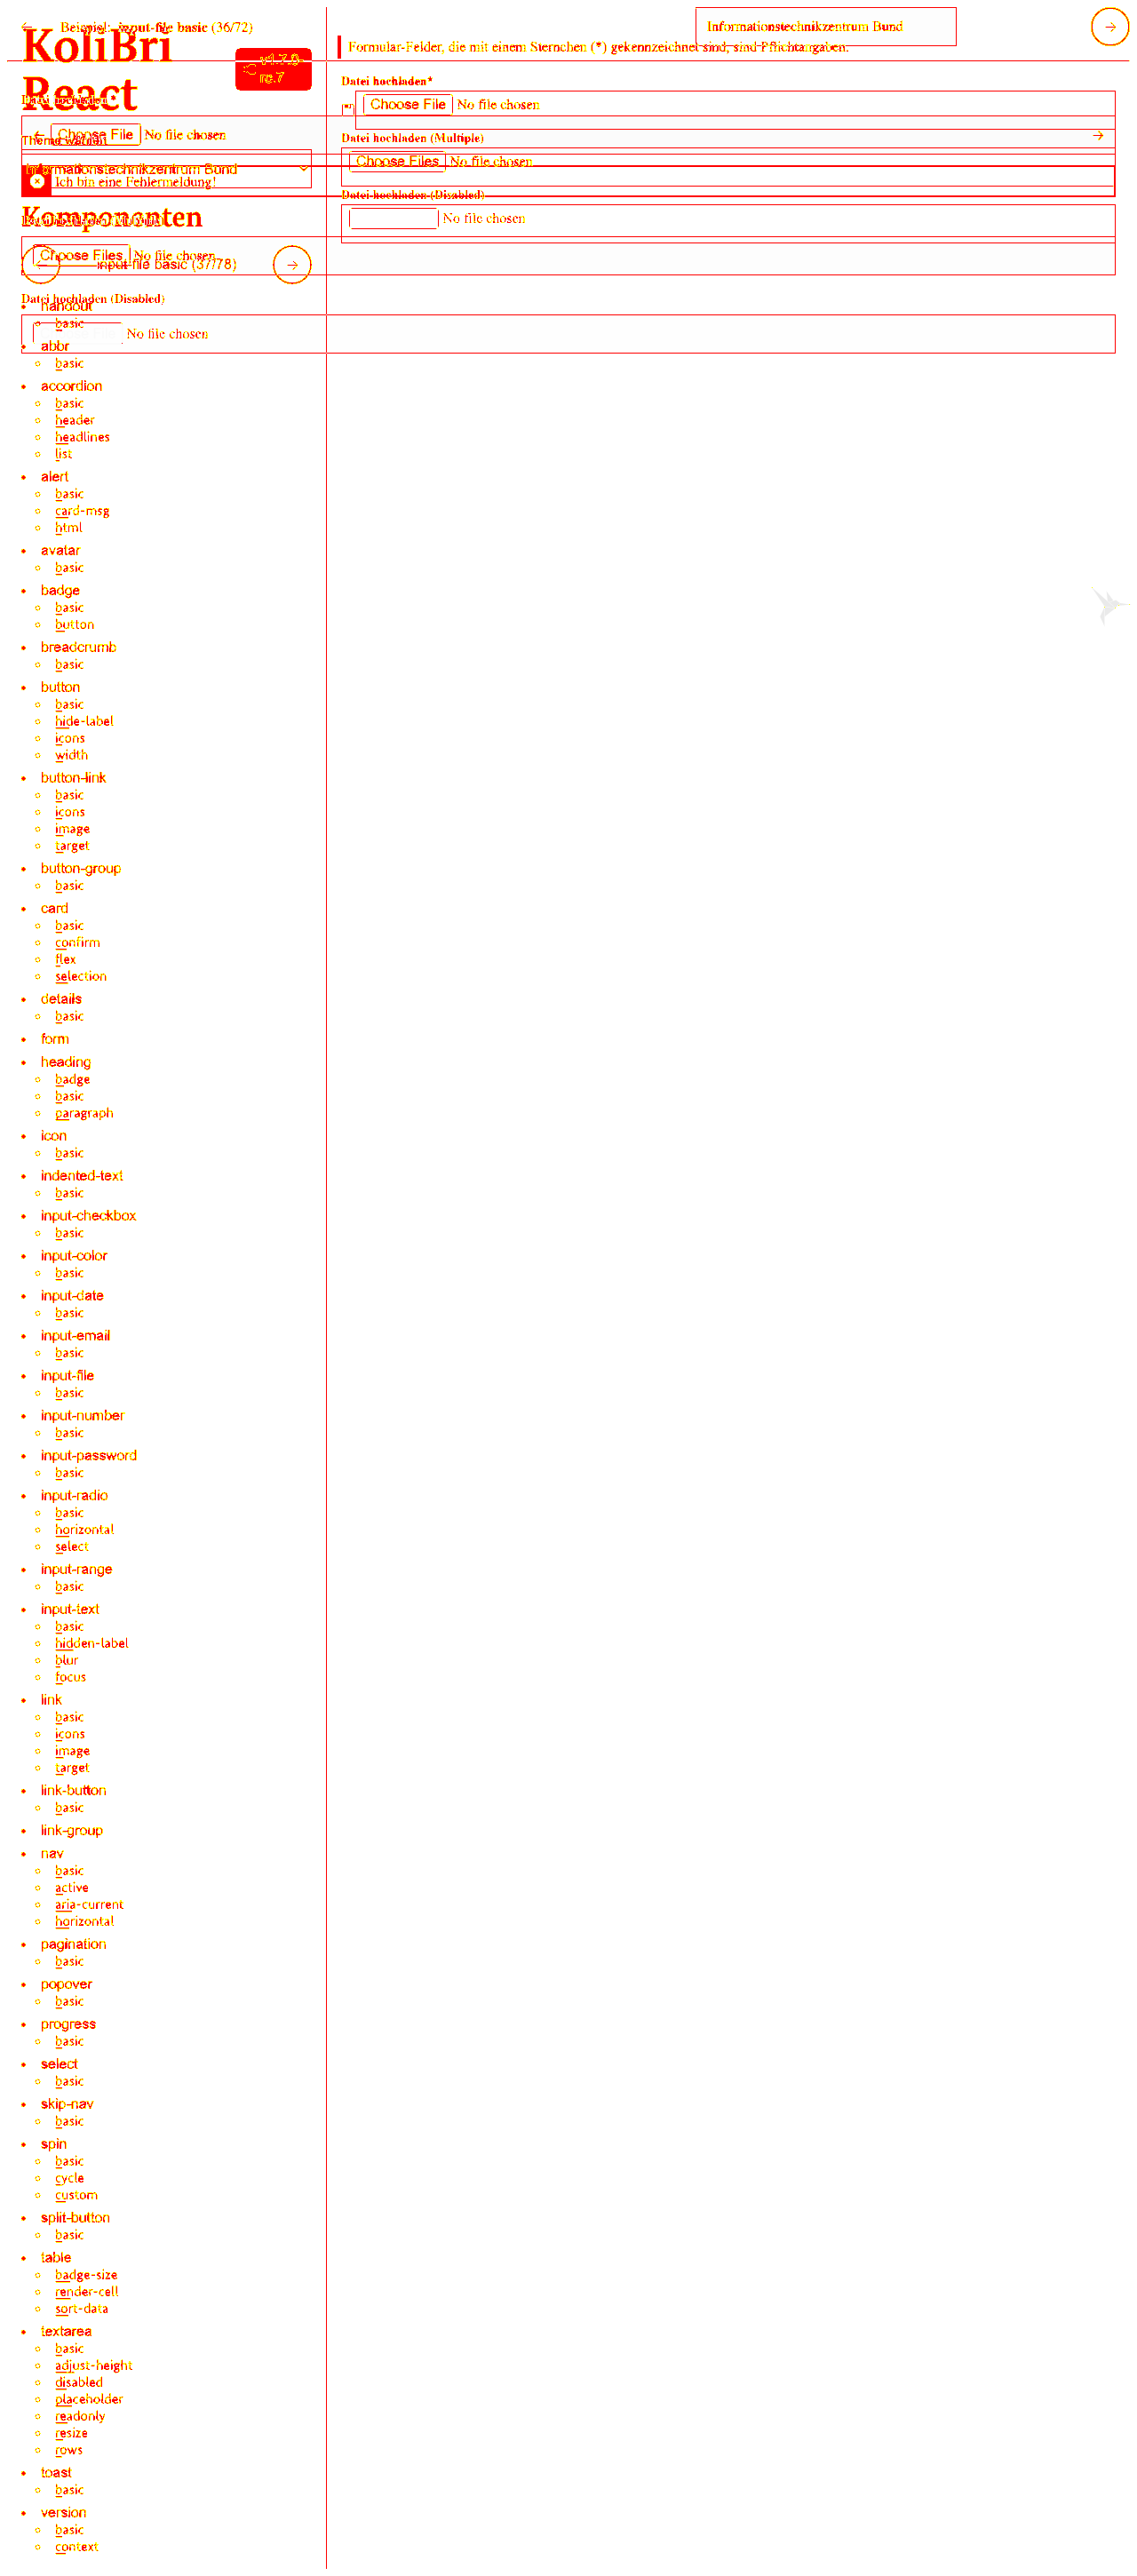 ← Beispiel: input-file basic (36/72)
Informationstechnikzentrum Bund
→
KoliBri
React
v1.7.0-
rc.7
Formular-Felder, die mit einem Sternchen (*) gekennzeichnet sind, sind Pflichtangaben.
Datei hochladen*
Choose File No file chosen
Choose File No file chosen
→
Datei hochladen (Multiple)
Choose Files No file chosen
Informationstechnikzentrum Bund
Ich bin eine Fehlermeldung!
Datei hochladen (Disabled)
No file chosen
Komponenten
Choose Files No file chosen
← input-file basic (37/78) →
Datei hochladen (Disabled)
No file chosen
handout
basic
abbr
basic
accordion
basic
header
headlines
list
alert
basic
card-msg
html
avatar
basic
badge
basic
button
breadcrumb
basic
button
basic
hide-label
icons
width
button-link
basic
icons
image
target
button-group
basic
card
basic
confirm
flex
selection
details
basic
form
heading
badge
basic
paragraph
icon
basic
indented-text
basic
input-checkbox
basic
input-color
basic
input-date
basic
input-email
basic
input-file
basic
input-number
basic
input-password
basic
input-radio
basic
horizontal
select
input-range
basic
input-text
basic
hidden-label
blur
focus
link
basic
icons
image
target
link-button
basic
link-group
nav
basic
active
aria-current
horizontal
pagination
basic
popover
basic
progress
basic
select
basic
skip-nav
basic
spin
basic
cycle
custom
split-button
basic
table
badge-size
render-cell
sort-data
textarea
basic
adjust-height
disabled
placeholder
readonly
resize
rows
toast
basic
version
basic
context